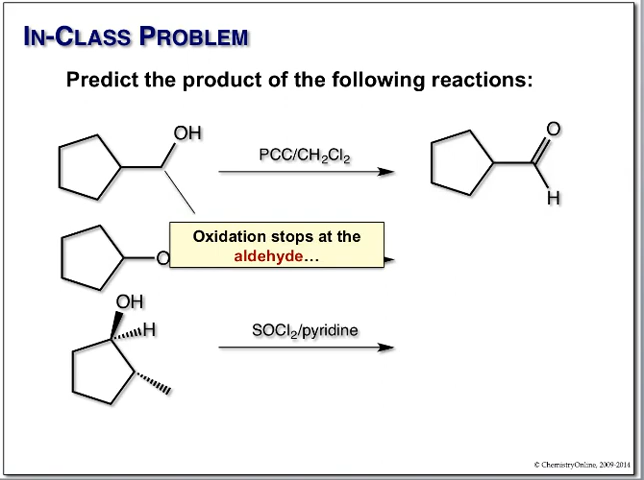 IN-CLASS PROBLEM
Predict the product of the following reactions:
OH
PCC/CH₂Cl₂
O
H
Oxidation stops at the
aldehyde…
O
OH
H
SOCl₂/pyridine
© ChemistryOnline, 2009-2014